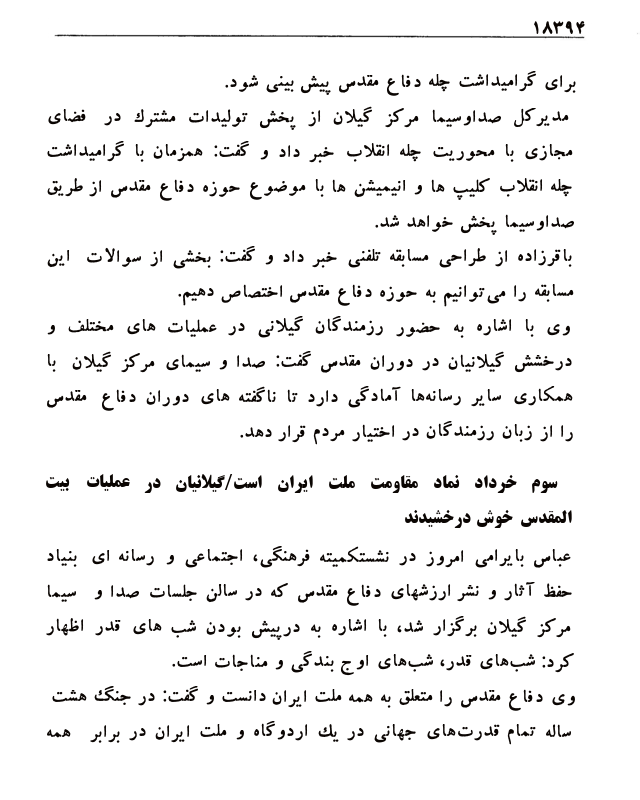 ۱۸۳۹۴
برای گرامیداشت چله دفاع مقدس پیش بینی شود.
مدیرکل صداوسیما مرکز گیلان از پخش تولیدات مشترك در فضای
مجازی با محوریت چله انقلاب خبر داد و گفت: همزمان با گرامیداشت
چله انقلاب کلیپ ها و انیمیشن ها با موضوع حوزه دفاع مقدس از طریق
صداوسیما پخش خواهد شد.
باقرزاده از طراحی مسابقه تلفنی خبر داد و گفت: بخشی از سوالات این
مسابقه را می‌توانیم به حوزه دفاع مقدس اختصاص دهیم.
وی با اشاره به حضور رزمندگان گیلانی در عملیات های مختلف و
درخشش گیلانیان در دوران مقدس گفت: صدا و سیمای مرکز گیلان با
همکاری سایر رسانه‌ها آمادگی دارد تا ناگفته های دوران دفاع مقدس
را از زبان رزمندگان در اختیار مردم قرار دهد.
سوم خرداد نماد مقاومت ملت ایران است/گیلانیان در عملیات بیت
المقدس خوش درخشیدند
عباس بایرامی امروز در نشستکمیته فرهنگی، اجتماعی و رسانه ای بنیاد
حفظ آثار و نشر ارزشهای دفاع مقدس که در سالن جلسات صدا و سیما
مرکز گیلان برگزار شد، با اشاره به درپیش بودن شب های قدر اظهار
کرد: شب‌های قدر، شب‌های اوج بندگی و مناجات است.
وی دفاع مقدس را متعلق به همه ملت ایران دانست و گفت: در جنگ هشت
ساله تمام قدرت‌های جهانی در یك اردوگاه و ملت ایران در برابر همه